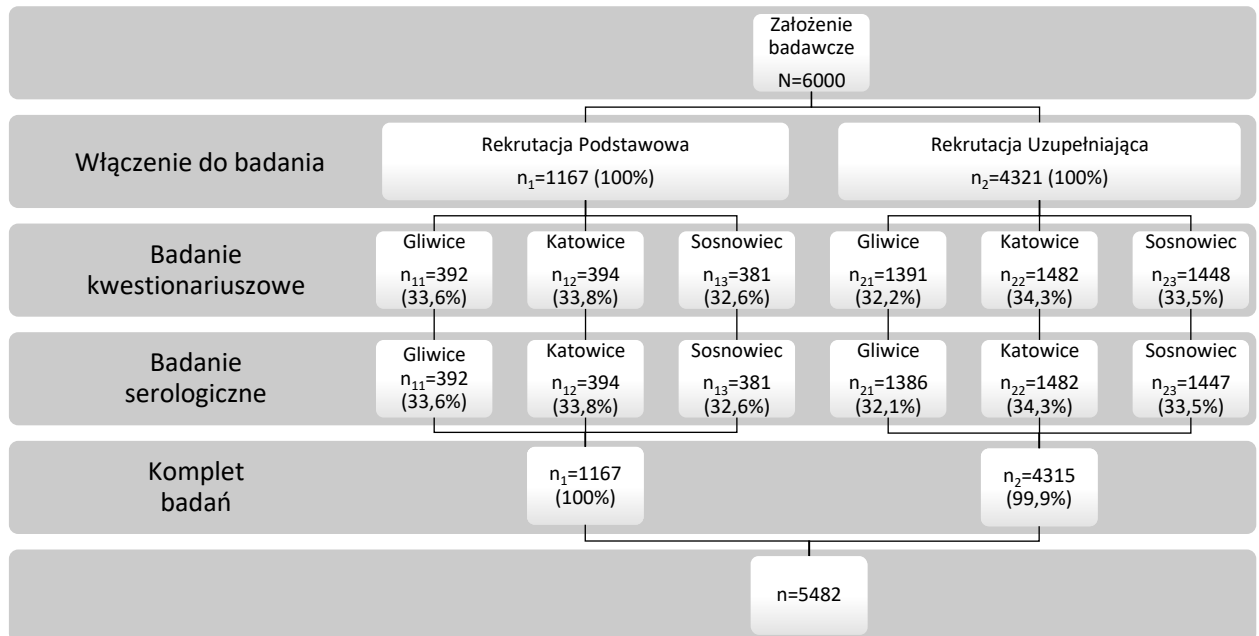 Założenie
badawcze
N=6000
Włączenie do badania
Rekrutacja Podstawowa
n₁=1167 (100%)
Rekrutacja Uzupełniająca
n₂=4321 (100%)
Badanie
kwestionariuszowe
Gliwice
n₁₁=392
(33,6%)
Katowice
n₁₂=394
(33,8%)
Sosnowiec
n₁₃=381
(32,6%)
Gliwice
n₂₁=1391
(32,2%)
Katowice
n₂₂=1482
(34,3%)
Sosnowiec
n₂₃=1448
(33,5%)
Badanie
serologiczne
Gliwice
n₁₁=392
(33,6%)
Katowice
n₁₂=394
(33,8%)
Sosnowiec
n₁₃=381
(32,6%)
Gliwice
n₂₁=1386
(32,1%)
Katowice
n₂₂=1482
(34,3%)
Sosnowiec
n₂₃=1447
(33,5%)
Komplet
badań
n₁=1167
(100%)
n₂=4315
(99,9%)
n=5482